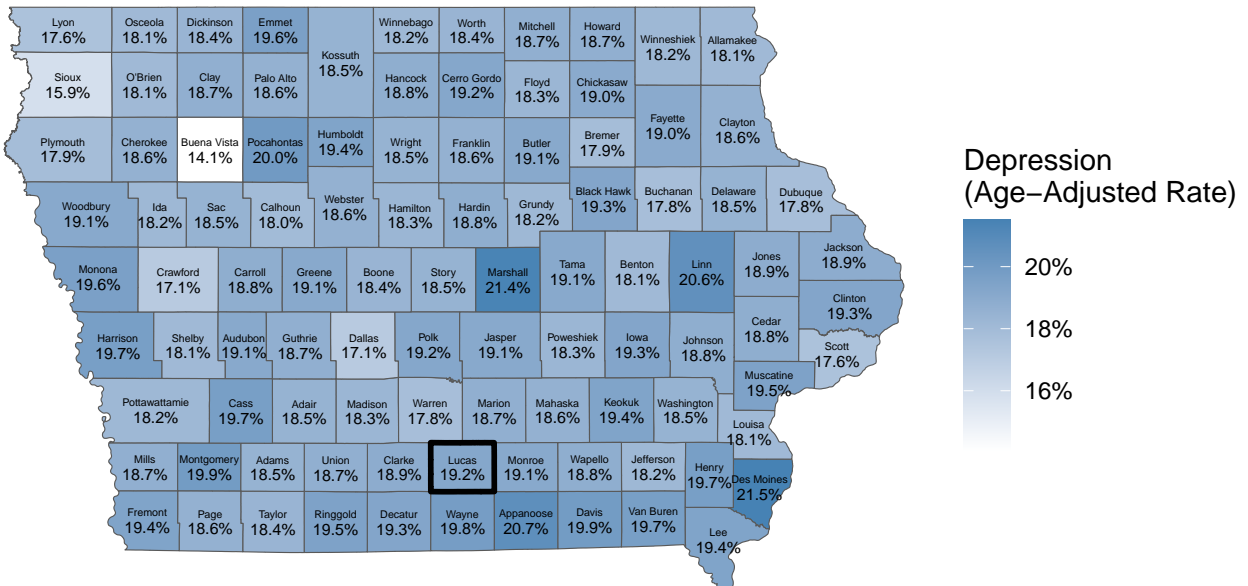 Lyon
17.6%
Osceola
18.1%
Dickinson
18.4%
Emmet
19.6%
Kossuth
18.5%
Winnebago
18.2%
Worth
18.4%
Mitchell
18.7%
Howard
18.7%
Winneshiek
18.2%
Allamakee
18.1%
Sioux
15.9%
O'Brien
18.1%
Clay
18.7%
Palo Alto
18.6%
Hancock
18.8%
Cerro Gordo
19.2%
Floyd
18.3%
Chickasaw
19.0%
Fayette
19.0%
Clayton
18.6%
Plymouth
17.9%
Cherokee
18.6%
Buena Vista
14.1%
Pocahontas
20.0%
Humboldt
19.4%
Wright
18.5%
Franklin
18.6%
Butler
19.1%
Bremer
17.9%
Woodbury
19.1%
Ida
18.2%
Sac
18.5%
Calhoun
18.0%
Webster
18.6%
Hamilton
18.3%
Hardin
18.8%
Grundy
18.2%
Black Hawk
19.3%
Buchanan
17.8%
Delaware
18.5%
Dubuque
17.8%
Monona
19.6%
Crawford
17.1%
Carroll
18.8%
Greene
19.1%
Boone
18.4%
Story
18.5%
Marshall
21.4%
Tama
19.1%
Benton
18.1%
Linn
20.6%
Jones
18.9%
Jackson
18.9%
Clinton
19.3%
Harrison
19.7%
Shelby
18.1%
Audubon
19.1%
Guthrie
18.7%
Dallas
17.1%
Polk
19.2%
Jasper
19.1%
Poweshiek
18.3%
Iowa
19.3%
Johnson
18.8%
Cedar
18.8%
Scott
17.6%
Muscatine
19.5%
Pottawattamie
18.2%
Cass
19.7%
Adair
18.5%
Madison
18.3%
Warren
17.8%
Marion
18.7%
Mahaska
18.6%
Keokuk
19.4%
Washington
18.5%
Louisa
18.1%
Mills
18.7%
Montgomery
19.9%
Adams
18.5%
Union
18.7%
Clarke
18.9%
Lucas
19.2%
Monroe
19.1%
Wapello
18.8%
Jefferson
18.2%
Henry
19.7%
Des Moines
21.5%
Fremont
19.4%
Page
18.6%
Taylor
18.4%
Ringgold
19.5%
Decatur
19.3%
Wayne
19.8%
Appanoose
20.7%
Davis
19.9%
Van Buren
19.7%
Lee
19.4%
Depression
(Age−Adjusted Rate)
20%
18%
16%